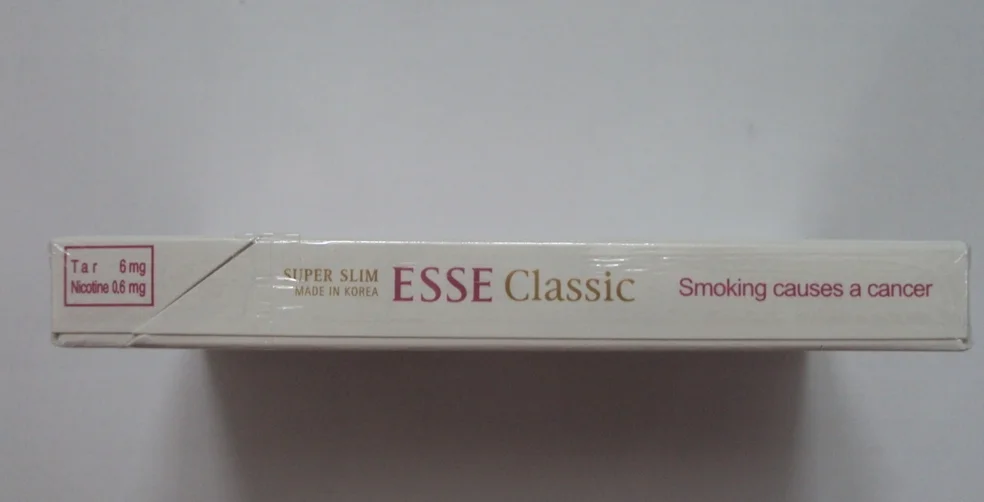 Tar 6 mg
Nicotine 0,6 mg
SUPER SLIM
MADE IN KOREA
ESSE Classic
Smoking causes a cancer